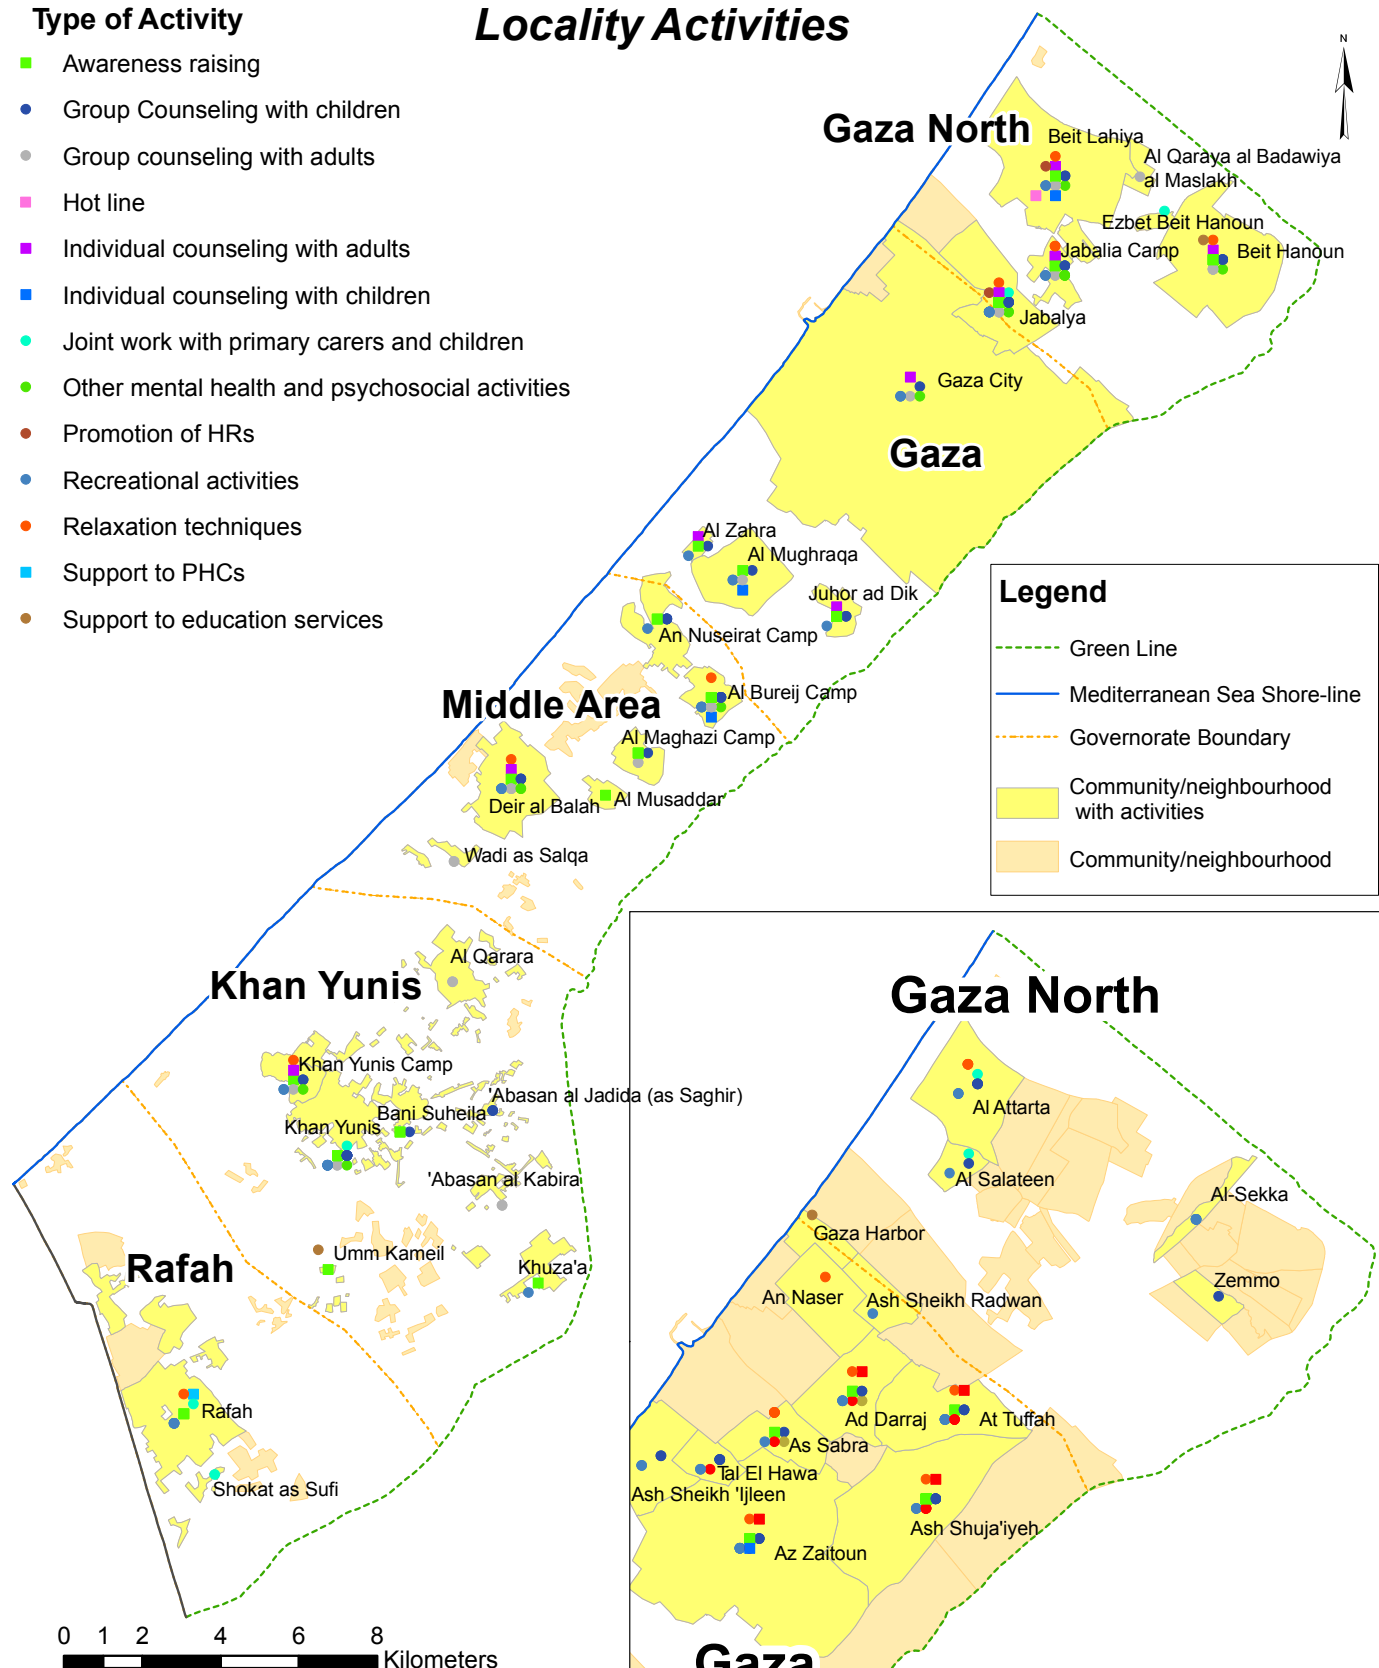 Locality Activities
Type of Activity
Awareness raising
Group Counseling with children
Group counseling with adults
Hot line
Individual counseling with adults
Individual counseling with children
Joint work with primary carers and children
Other mental health and psychosocial activities
Promotion of HRs
Recreational activities
Relaxation techniques
Support to PHCs
Support to education services
N
Gaza North
Beit Lahiya
Al Qaraya al Badawiya
al Maslakh
Ezbet Beit Hanoun
Jabalia Camp
Beit Hanoun
Jabalya
Gaza City
Gaza
Al Zahra
Al Mughraqa
Juhor ad Dik
An Nuseirat Camp
Al Bureij Camp
Middle Area
Al Maghazi Camp
Deir al Balah
Al Musaddar
Wadi as Salqa
Legend
Green Line
Mediterranean Sea Shore-line
Governorate Boundary
Community/neighbourhood
with activities
Community/neighbourhood
Al Qarara
Khan Yunis
Khan Yunis Camp
'Abasan al Jadida (as Saghir)
Bani Suheila
Khan Yunis
'Abasan al Kabira
Umm Kameil
Khuza'a
Rafah
Rafah
Shokat as Sufi
0 1 2 4 6 8
Kilometers
Gaza North
Al Attarta
Al Salateen
Al-Sekka
Gaza Harbor
Zemmo
An Naser
Ash Sheikh Radwan
Ad Darraj
At Tuffah
As Sabra
Tal El Hawa
Ash Sheikh 'Ijleen
Ash Shuja'iyeh
Az Zaitoun
Gaza